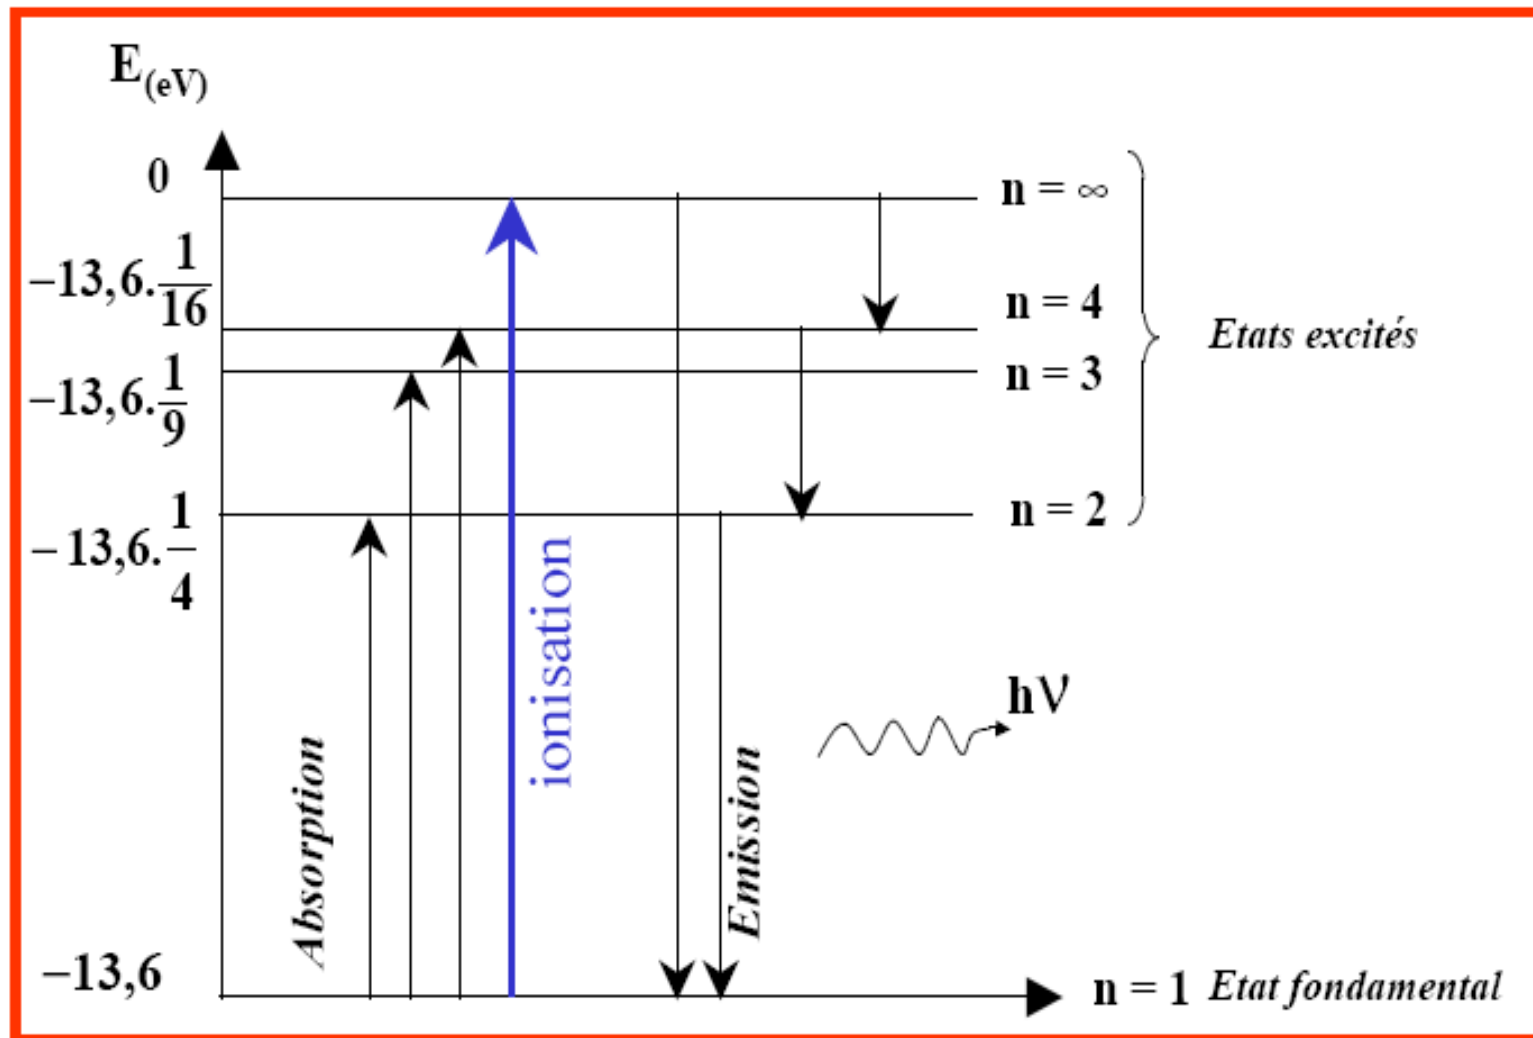 E(eV)
0
n = ∞
−13,6.1/16
n = 4
Etats excités
n = 3
−13,6.1/9
n = 2
−13,6.1/4
ionisation
hν
Absorption
Emission
−13,6
n = 1 Etat fondamental